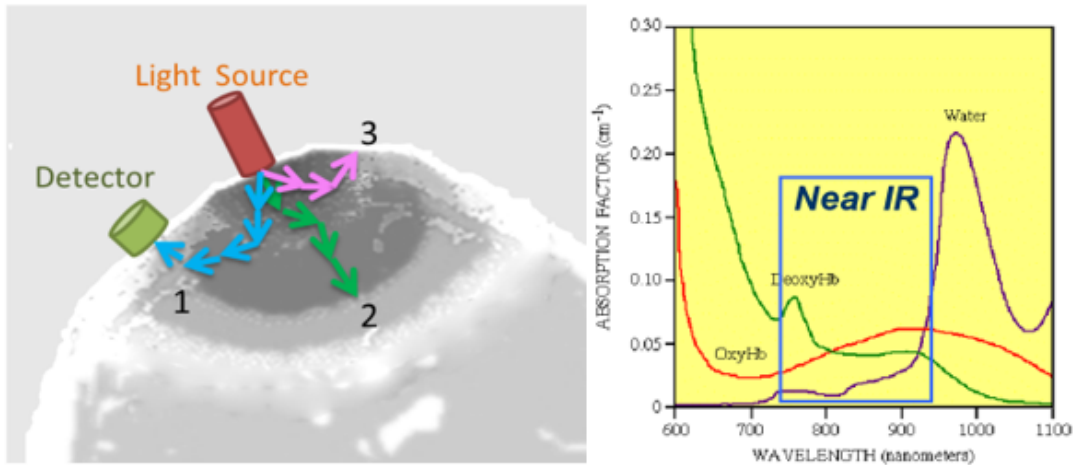 Light Source
Detector
3
1
2
0.30
0.25
0.20
0.15
0.10
0.05
0
ABSORPTION FACTOR (cm⁻¹)
Water
Near IR
DeoxyHb
OxyHb
600 700 800 900 1000 1100
WAVELENGTH (nanometers)